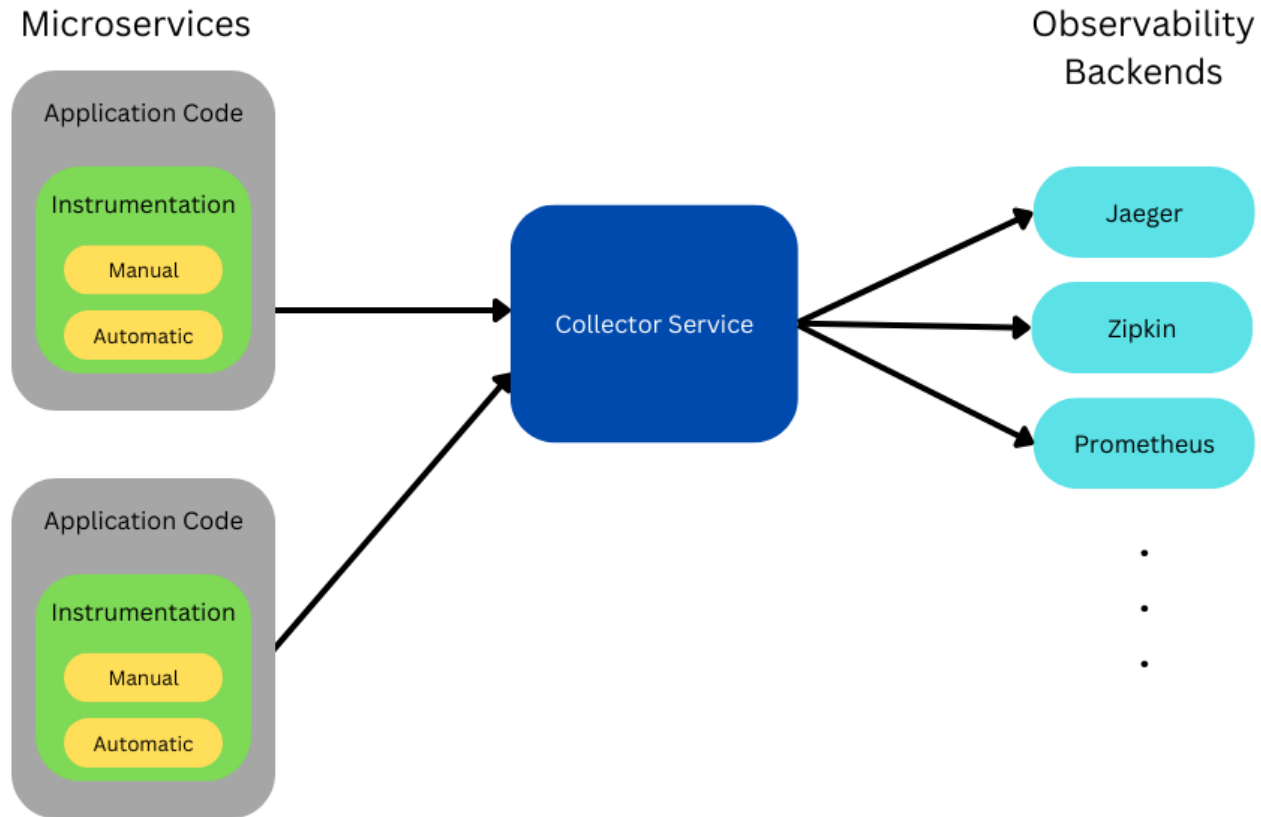 Microservices
Application Code
Instrumentation
Manual
Automatic
Application Code
Instrumentation
Manual
Automatic
Collector Service
Observability
Backends
Jaeger
Zipkin
Prometheus
.
.
.